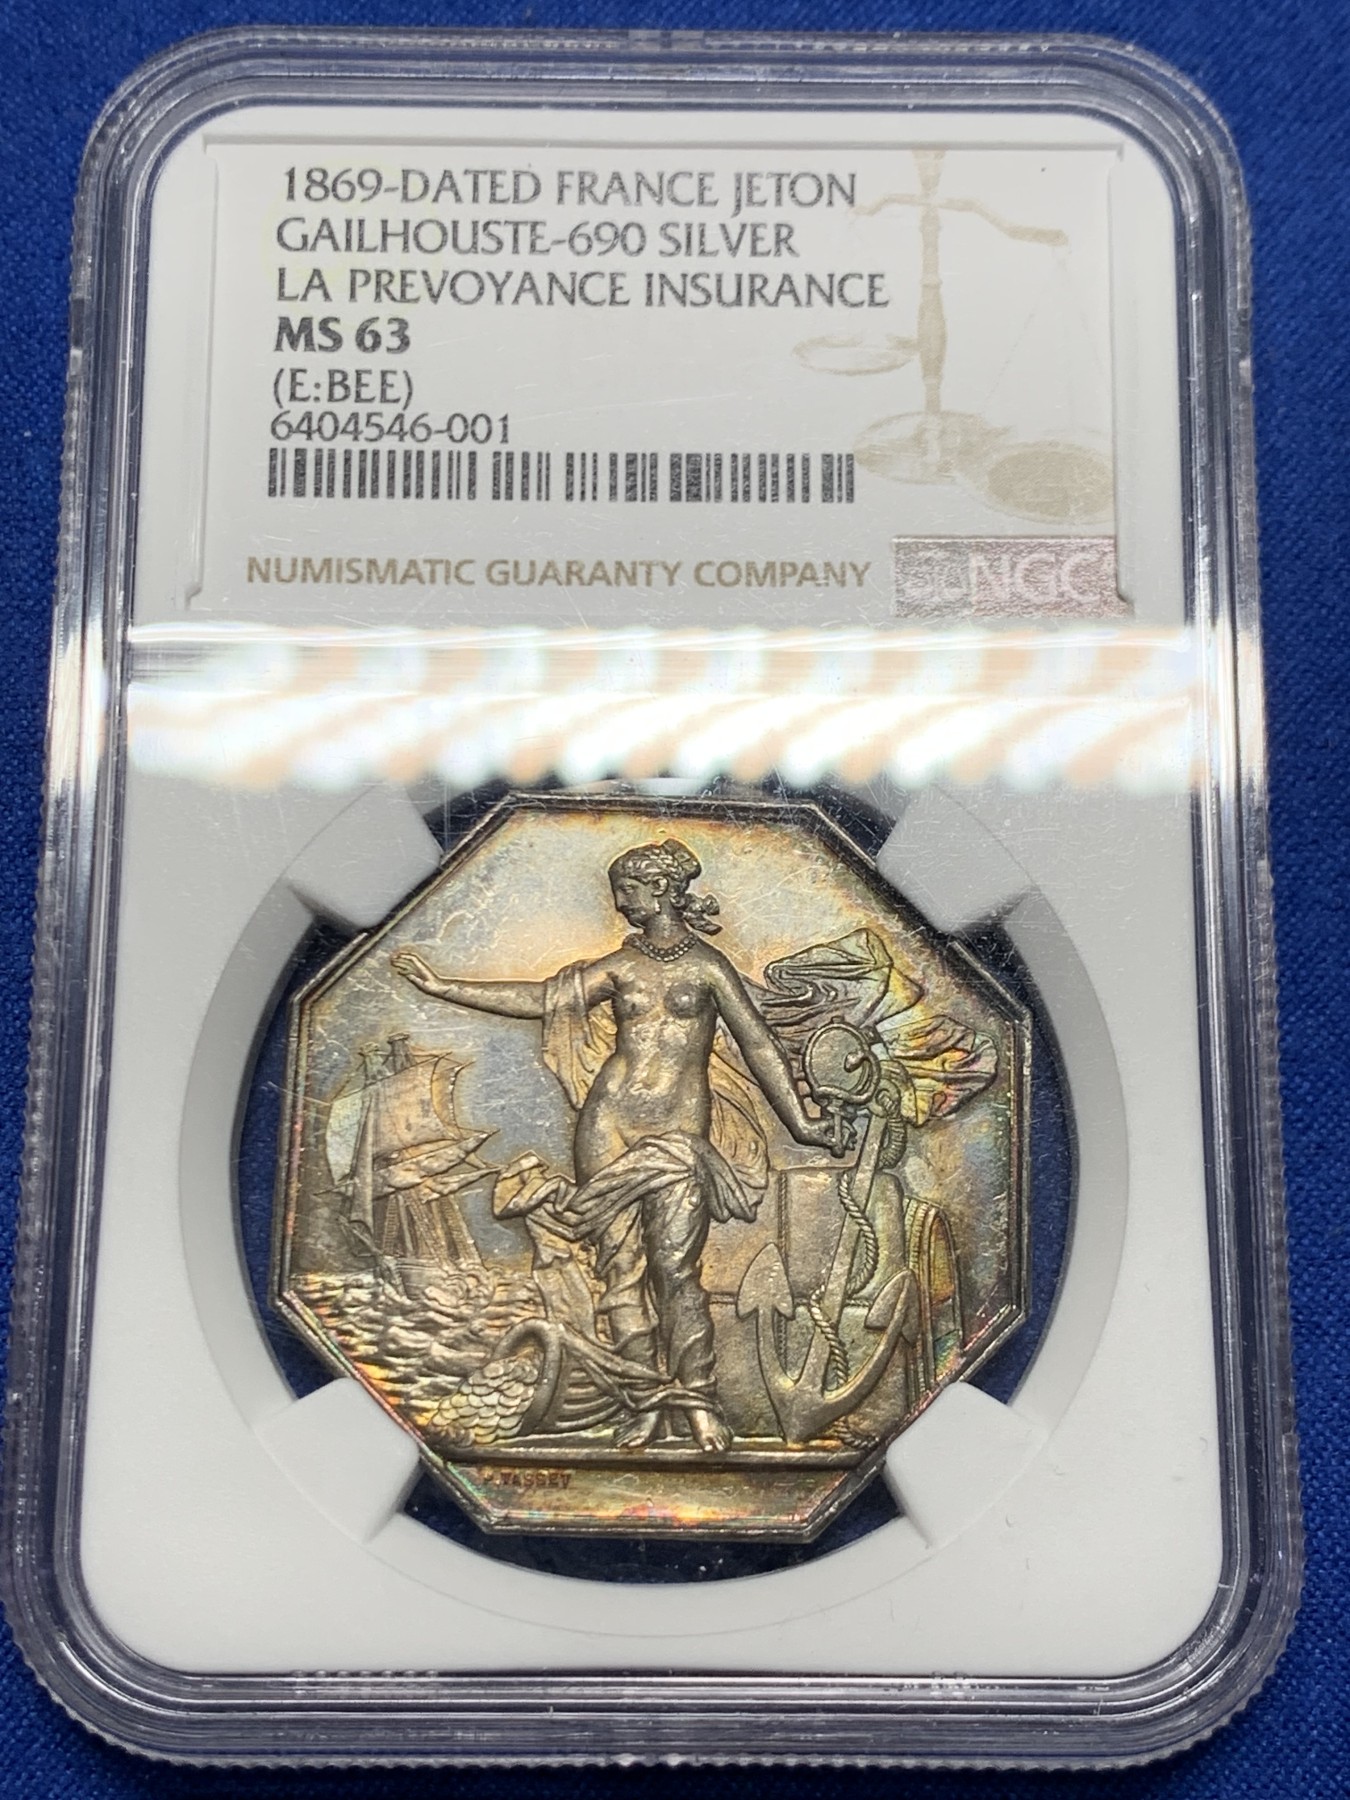 1869-DATED FRANCE JETON
GAILHOUSTE-690 SILVER
LA PREVOYANCE INSURANCE
MS 63
(E:BEE)
6404546-001
NUMISMATIC GUARANTY COMPANY
NGC